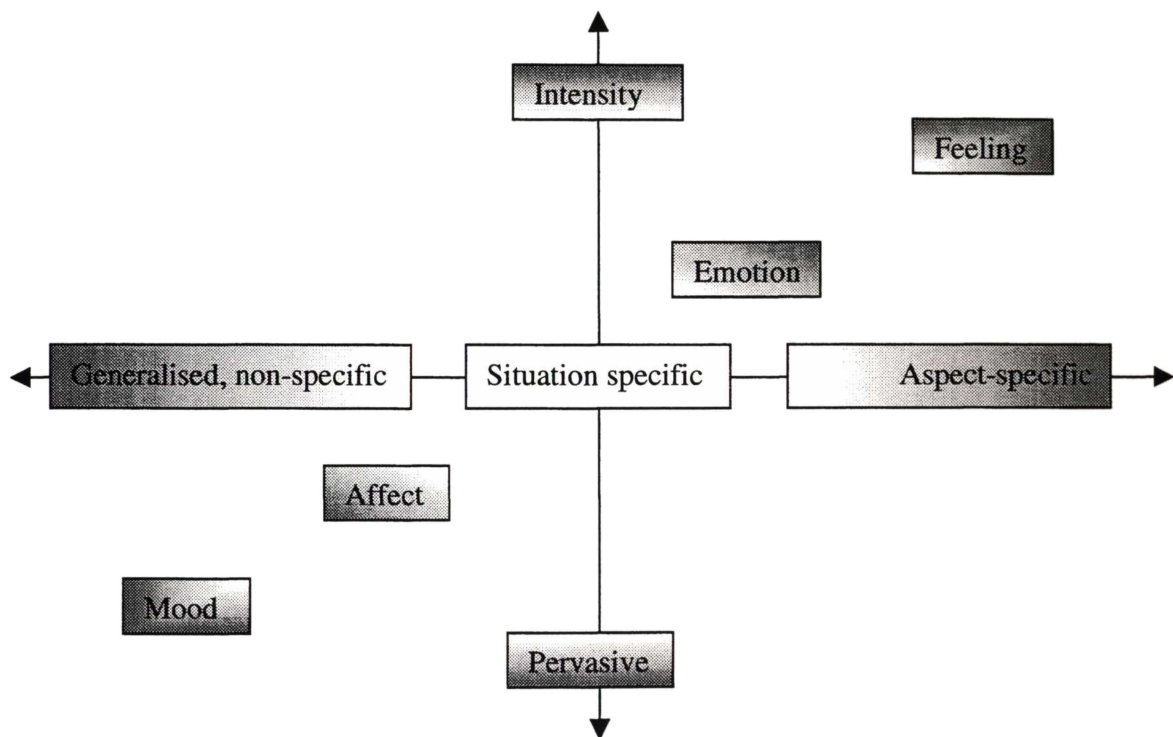 Intensity
Feeling
Emotion
Generalised, non-specific
Situation specific
Aspect-specific
Affect
Mood
Pervasive